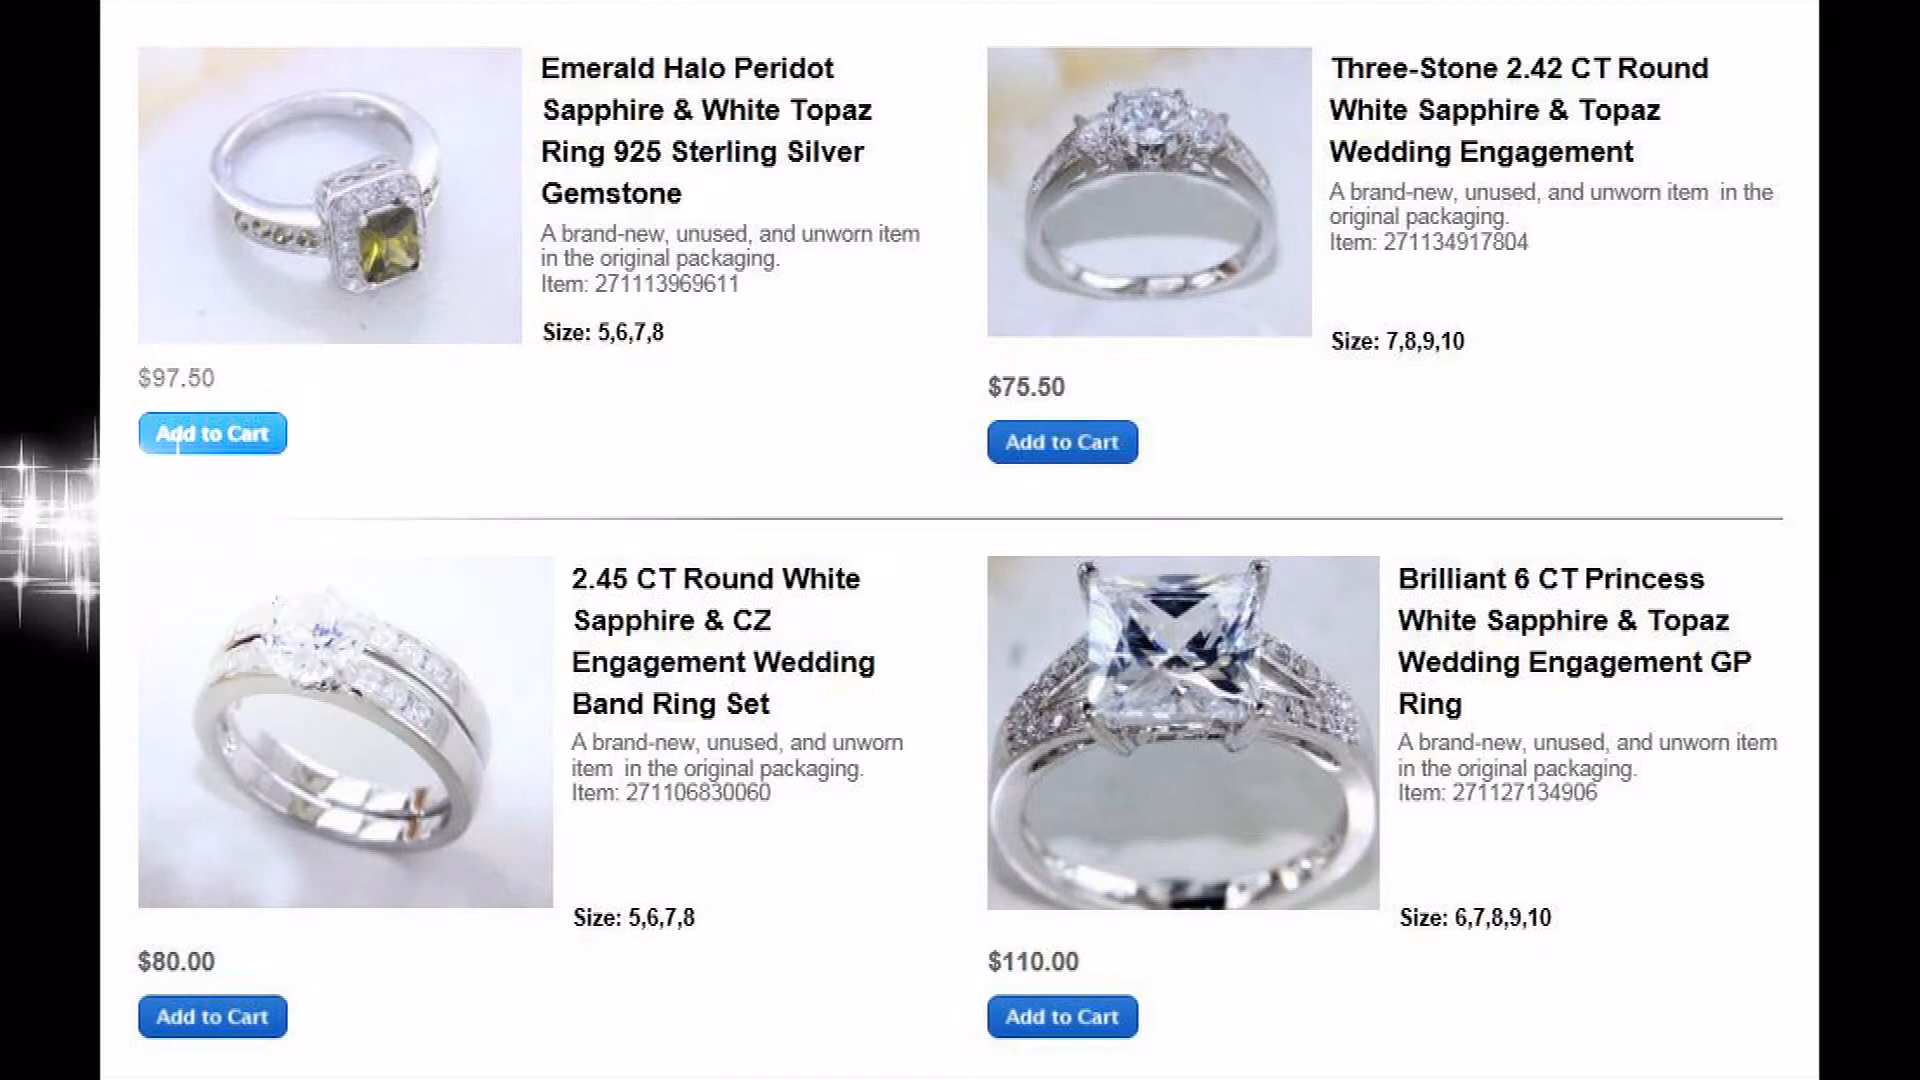 Emerald Halo Peridot
Sapphire & White Topaz
Ring 925 Sterling Silver
Gemstone
A brand-new, unused, and unworn item
in the original packaging.
Item: 271113969611
Size: 5,6,7,8
$97.50
Add to Cart
Three-Stone 2.42 CT Round
White Sapphire & Topaz
Wedding Engagement
A brand-new, unused, and unworn item in the
original packaging.
Item: 271134917804
Size: 7,8,9,10
$75.50
Add to Cart
2.45 CT Round White
Sapphire & CZ
Engagement Wedding
Band Ring Set
A brand-new, unused, and unworn
item in the original packaging.
Item: 271106830060
Size: 5,6,7,8
$80.00
Add to Cart
Brilliant 6 CT Princess
White Sapphire & Topaz
Wedding Engagement GP
Ring
A brand-new, unused, and unworn item
in the original packaging.
Item: 271127134906
Size: 6,7,8,9,10
$110.00
Add to Cart